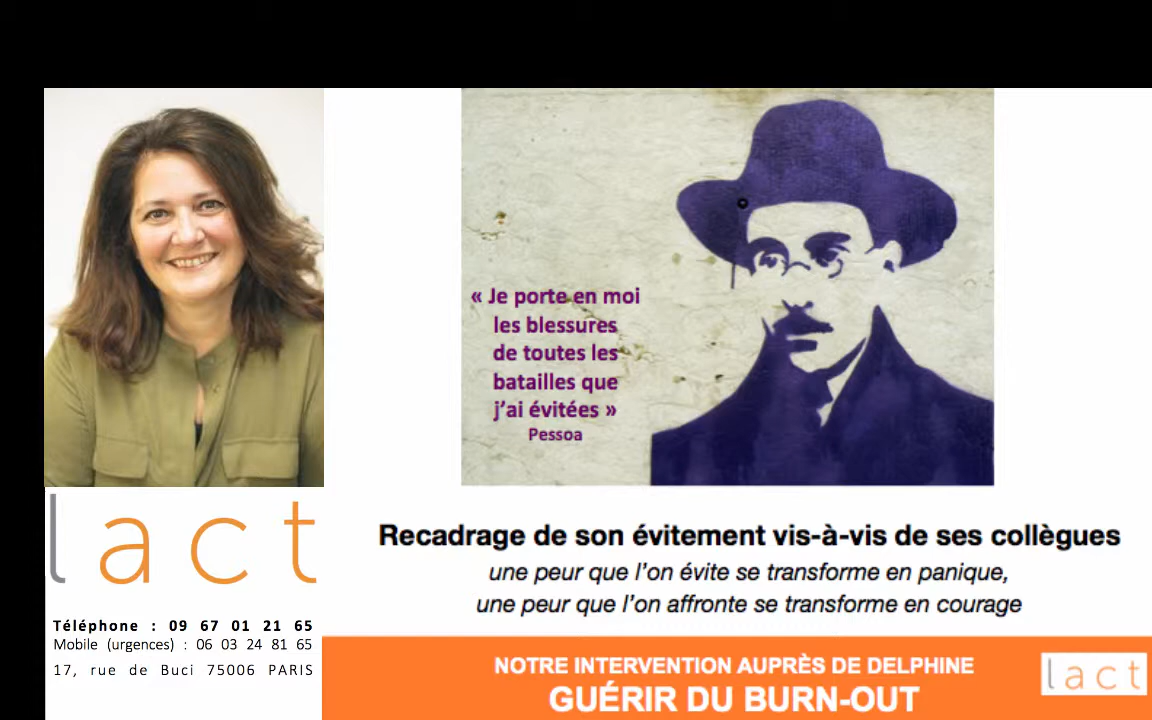 lact
Téléphone : 09 67 01 21 65
Mobile (urgences) : 06 03 24 81 65
17, rue de Buci 75006 PARIS
« Je porte en moi
les blessures
de toutes les
batailles que
j'ai évitées »
Pessoa
Recadrage de son évitement vis-à-vis de ses collègues
une peur que l'on évite se transforme en panique,
une peur que l'on affronte se transforme en courage
NOTRE INTERVENTION AUPRÈS DE DELPHINE
GUÉRIR DU BURN-OUT
lact